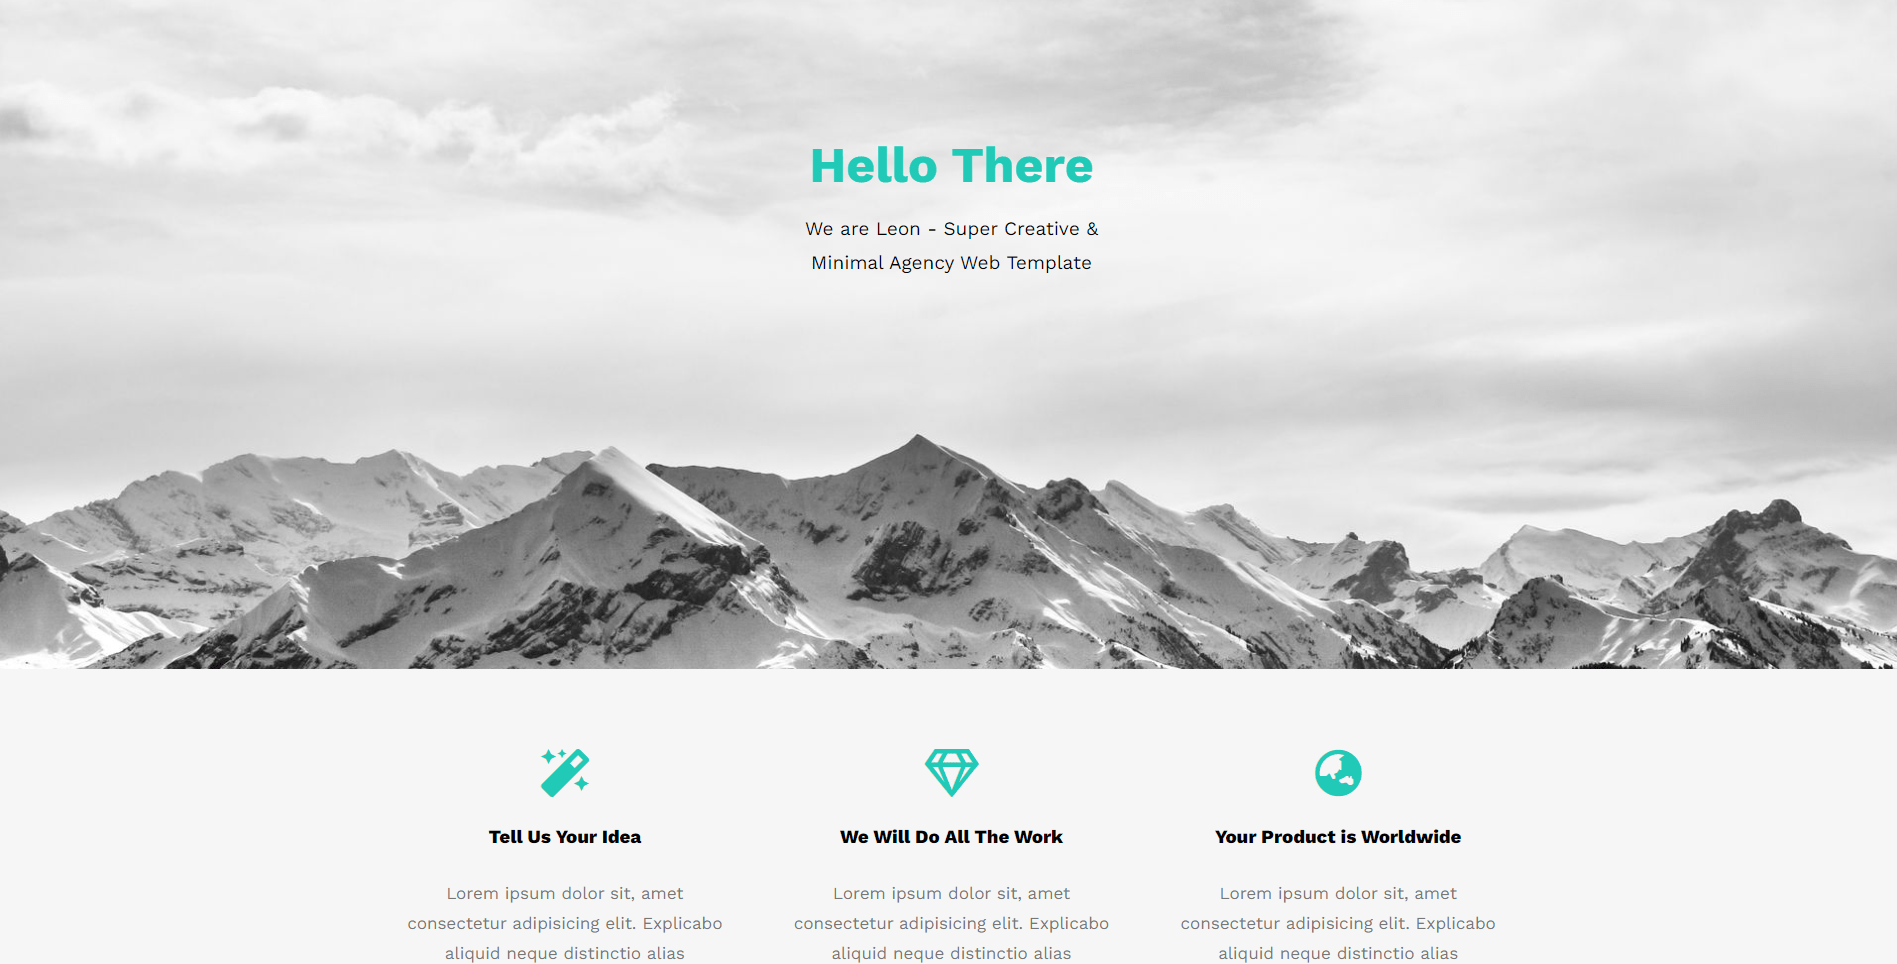 Hello There
We are Leon - Super Creative &
Minimal Agency Web Template
Tell Us Your Idea
Lorem ipsum dolor sit, amet
consectetur adipisicing elit. Explicabo
aliquid neque distinctio alias
We Will Do All The Work
Lorem ipsum dolor sit, amet
consectetur adipisicing elit. Explicabo
aliquid neque distinctio alias
Your Product is Worldwide
Lorem ipsum dolor sit, amet
consectetur adipisicing elit. Explicabo
aliquid neque distinctio alias